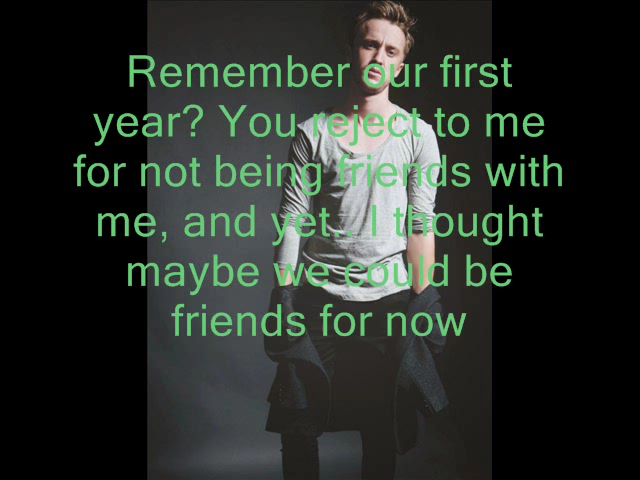 Remember our first
year? You reject to me
for not being friends with
me, and yet.. I thought
maybe we could be
friends for now